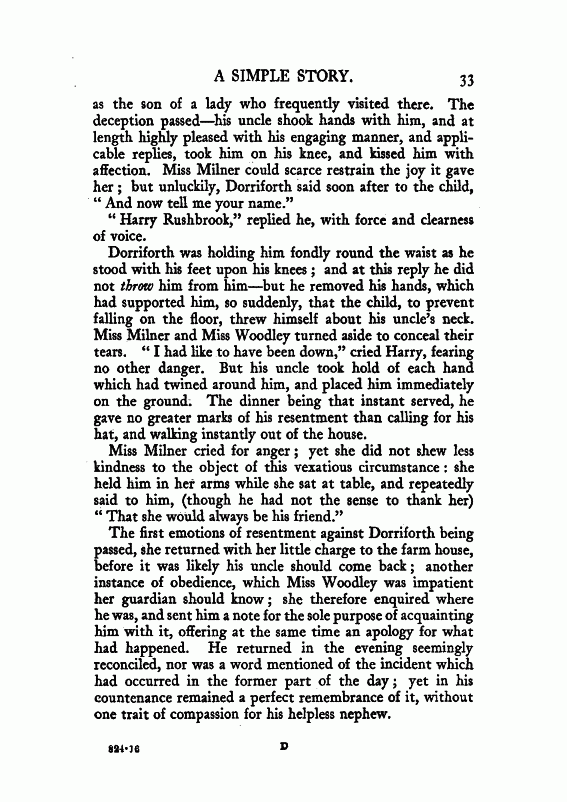 A SIMPLE STORY. 33
as the son of a lady who frequently visited there. The
deception passed—his uncle shook hands with him, and at
length highly pleased with his engaging manner, and appli-
cable replies, took him on his knee, and kissed him with
affection. Miss Milner could scarce restrain the joy it gave
her ; but unluckily, Dorriforth said soon after to the child,
“ And now tell me your name.”
“ Harry Rushbrook,” replied he, with force and clearness
of voice.
Dorriforth was holding him fondly round the waist as he
stood with his feet upon his knees ; and at this reply he did
not throw him from him—but he removed his hands, which
had supported him, so suddenly, that the child, to prevent
falling on the floor, threw himself about his uncle’s neck.
Miss Milner and Miss Woodley turned aside to conceal their
tears. “ I had like to have been down,” cried Harry, fearing
no other danger. But his uncle took hold of each hand
which had twined around him, and placed him immediately
on the ground. The dinner being that instant served, he
gave no greater marks of his resentment than calling for his
hat, and walking instantly out of the house.
Miss Milner cried for anger ; yet she did not shew less
kindness to the object of this vexatious circumstance : she
held him in her arms while she sat at table, and repeatedly
said to him, (though he had not the sense to thank her)
“ That she would always be his friend.”
The first emotions of resentment against Dorriforth being
passed, she returned with her little charge to the farm house,
before it was likely his uncle should come back ; another
instance of obedience, which Miss Woodley was impatient
her guardian should know ; she therefore enquired where
he was, and sent him a note for the sole purpose of acquainting
him with it, offering at the same time an apology for what
had happened. He returned in the evening seemingly
reconciled, nor was a word mentioned of the incident which
had occurred in the former part of the day ; yet in his
countenance remained a perfect remembrance of it, without
one trait of compassion for his helpless nephew.
824·16 D